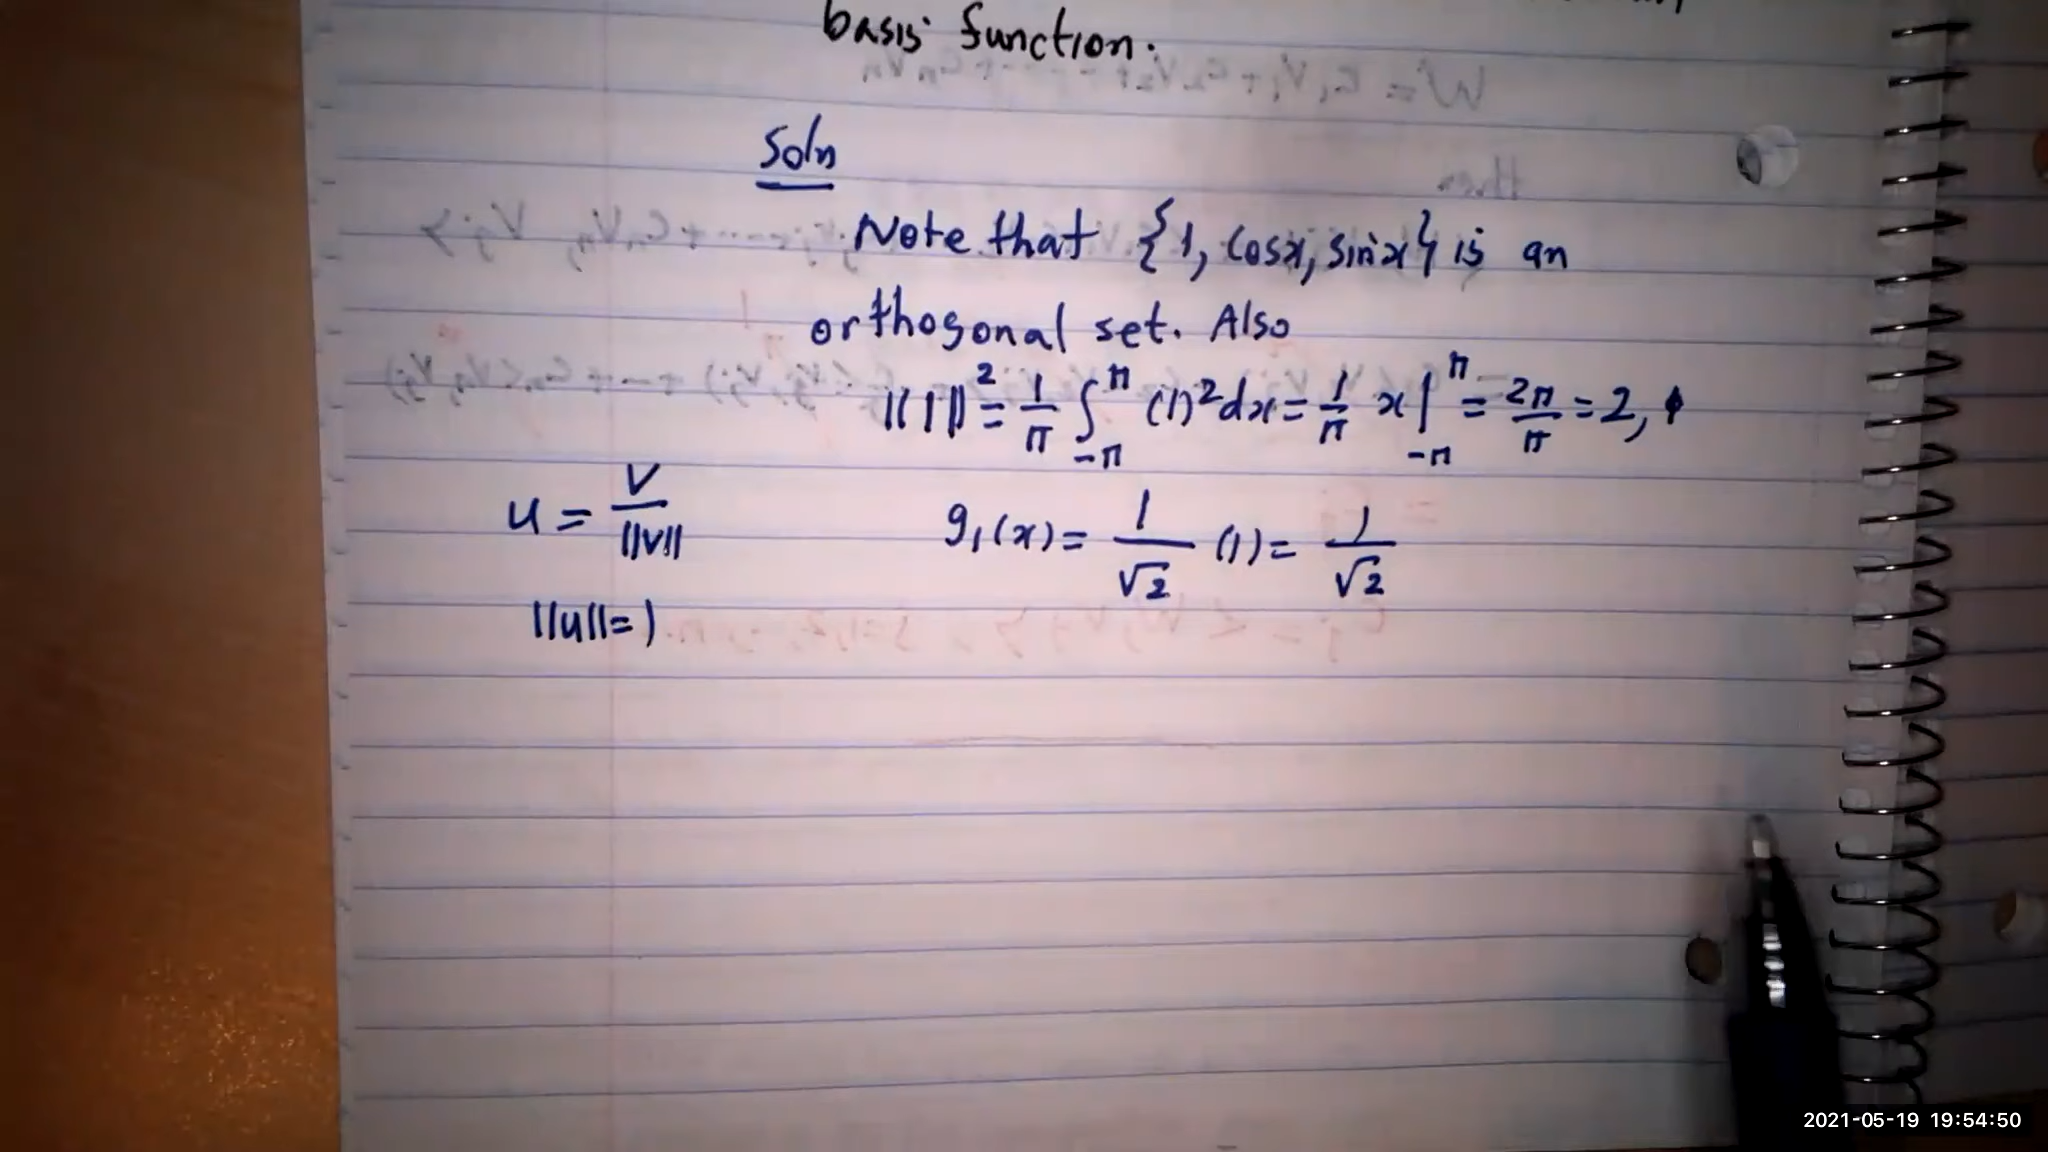 basis function.
Soln
Note that {1, cosx, sinx} is an
orthogonal set. Also
||1||² = 1/π ∫_{-π}^{π} (1)² dx = 1/π x |_{-π}^{π} = 2π/π = 2,
u = v/||v||
g₁(x) = 1/√2 (1) = 1/√2
||u|| = 1
2021-05-19 19:54:50